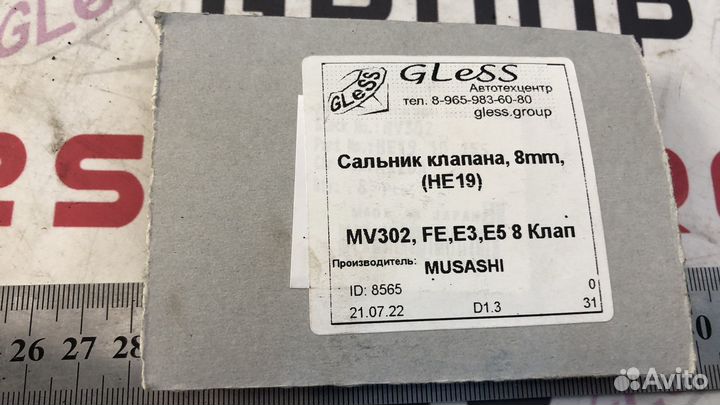 GLeSS
GLeSS
Автотехцентр
тел. 8-965-983-60-80
gless.group
Сальник клапана, 8mm,
(HE19)
MV302, FE,E3,E5 8 Клап
Производитель: MUSASHI
ID: 8565 0
21.07.22 D1.3 31
26 27 28
Avito